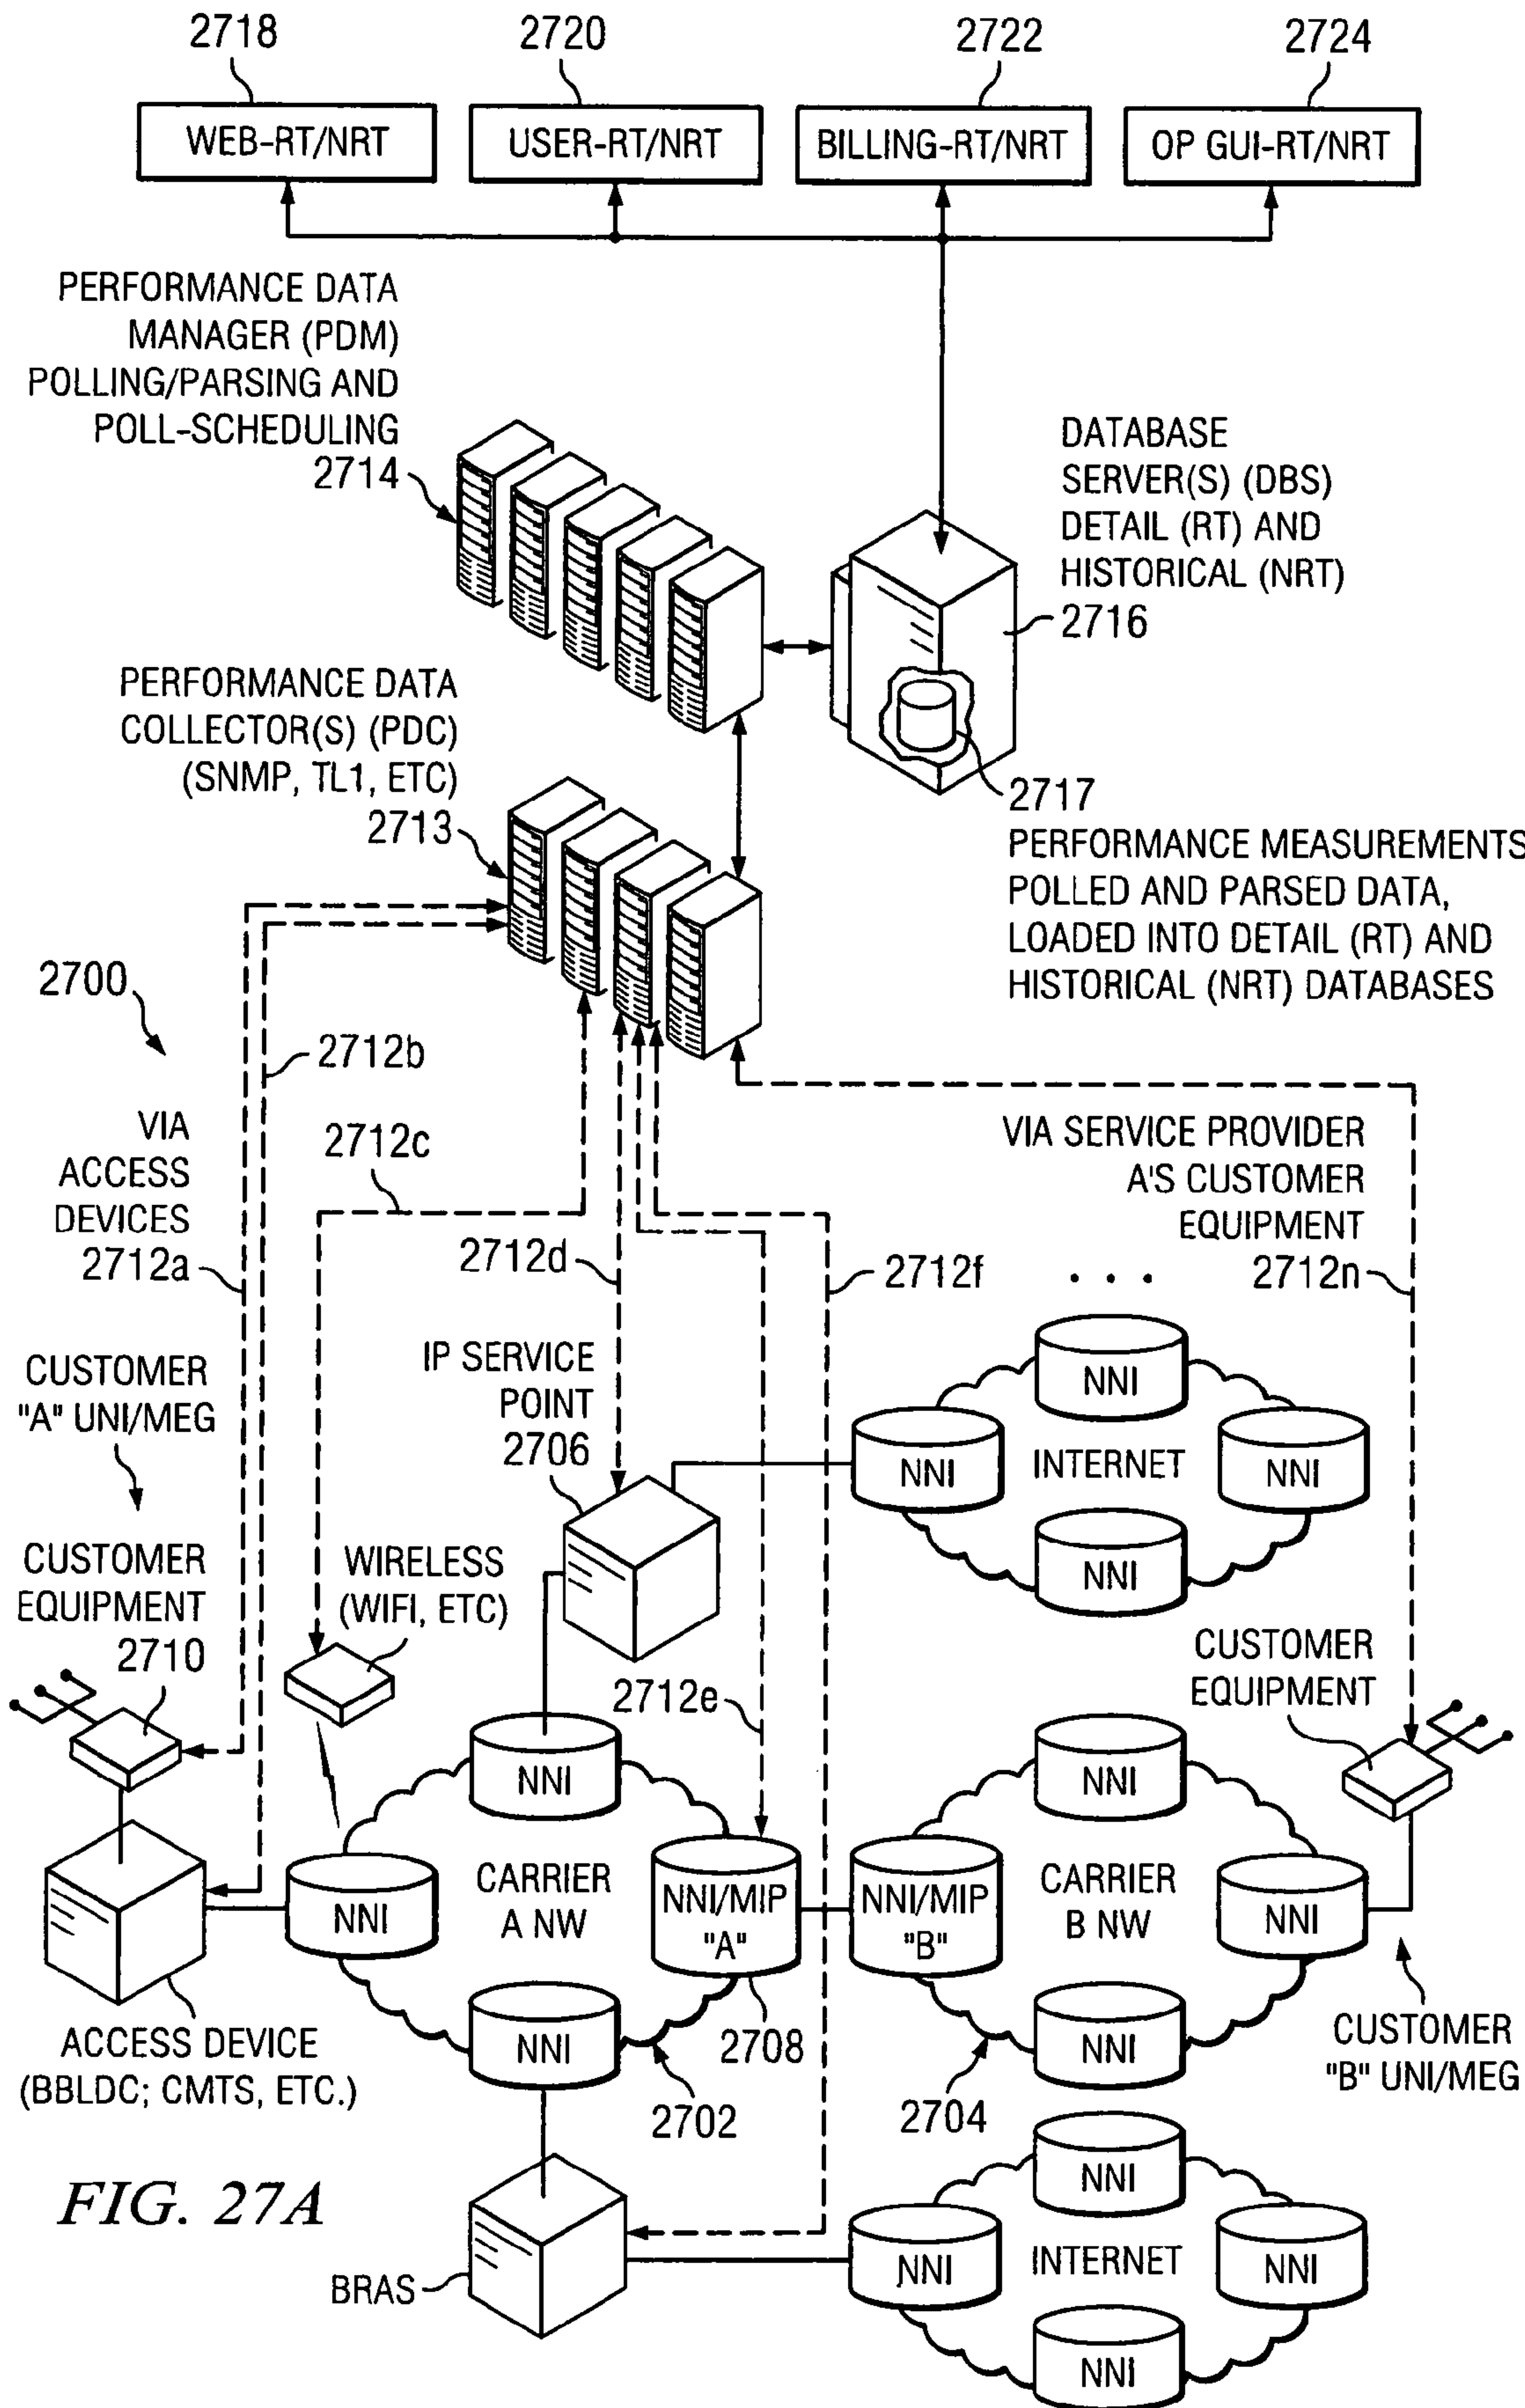 2718
2720
2722
2724
WEB-RT/NRT
USER-RT/NRT
BILLING-RT/NRT
OP GUI-RT/NRT
PERFORMANCE DATA
MANAGER (PDM)
POLLING/PARSING AND
POLL-SCHEDULING
2714
DATABASE
SERVER(S) (DBS)
DETAIL (RT) AND
HISTORICAL (NRT)
2716
PERFORMANCE DATA
COLLECTOR(S) (PDC)
(SNMP, TL1, ETC)
2713
2717
PERFORMANCE MEASUREMENTS
POLLED AND PARSED DATA,
LOADED INTO DETAIL (RT) AND
HISTORICAL (NRT) DATABASES
2700
2712b
VIA
ACCESS
DEVICES
2712a
2712c
2712d
VIA SERVICE PROVIDER
A'S CUSTOMER
EQUIPMENT
2712n
2712f
. . .
CUSTOMER
"A" UNI/MEG
IP SERVICE
POINT
2706
NNI
NNI
INTERNET
NNI
NNI
CUSTOMER
EQUIPMENT
2710
WIRELESS
(WIFI, ETC)
2712e
CUSTOMER
EQUIPMENT
NNI
NNI
NNI
CARRIER
A NW
NNI/MIP
"A"
NNI/MIP
"B"
CARRIER
B NW
NNI
NNI
NNI
2708
2702
2704
ACCESS DEVICE
(BBLDC; CMTS, ETC.)
CUSTOMER
"B" UNI/MEG
BRAS
NNI
NNI
INTERNET
NNI
NNI
FIG. 27A